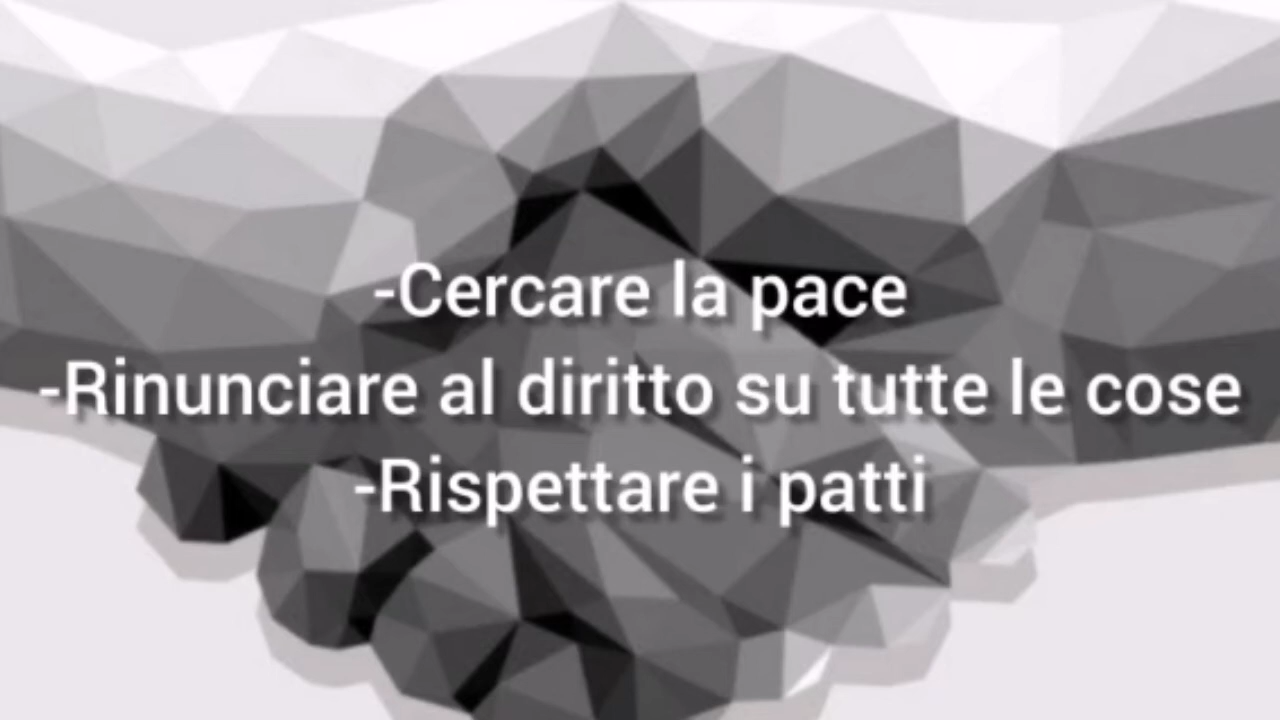 -Cercare la pace
-Rinunciare al diritto su tutte le cose
-Rispettare i patti